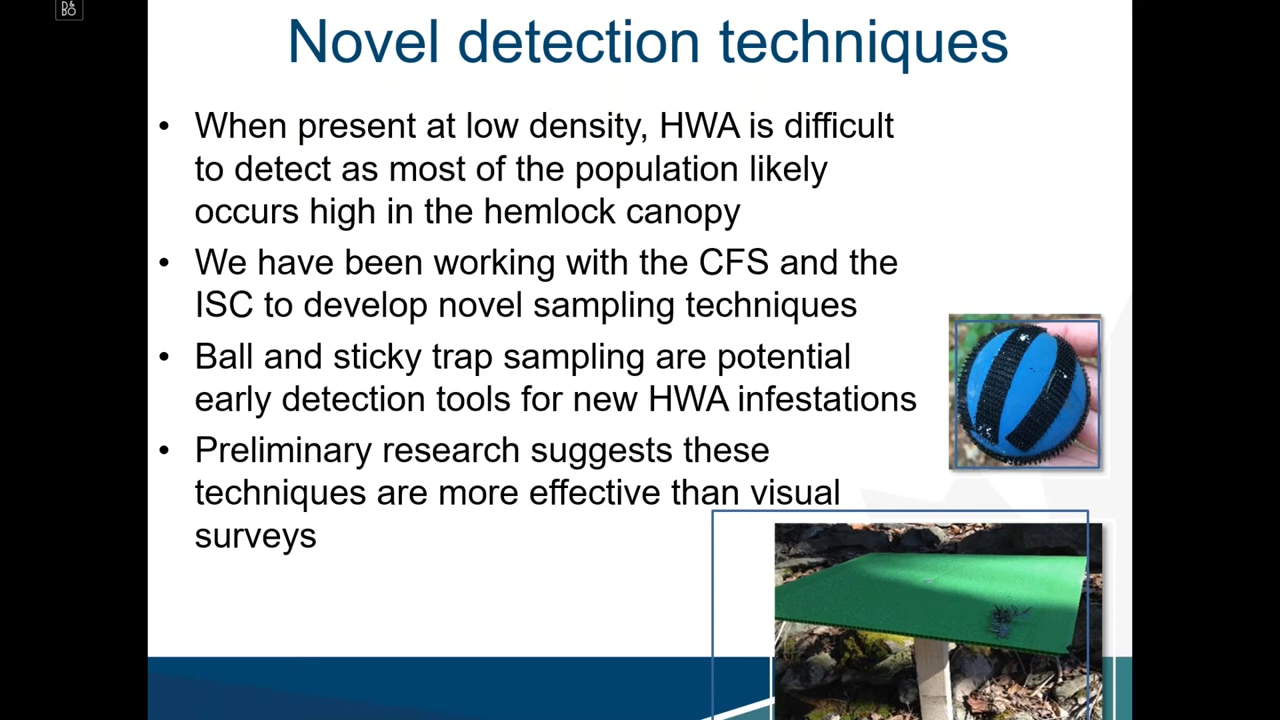 B&
BO
Novel detection techniques
• When present at low density, HWA is difficult
to detect as most of the population likely
occurs high in the hemlock canopy
• We have been working with the CFS and the
ISC to develop novel sampling techniques
• Ball and sticky trap sampling are potential
early detection tools for new HWA infestations
• Preliminary research suggests these
techniques are more effective than visual
surveys